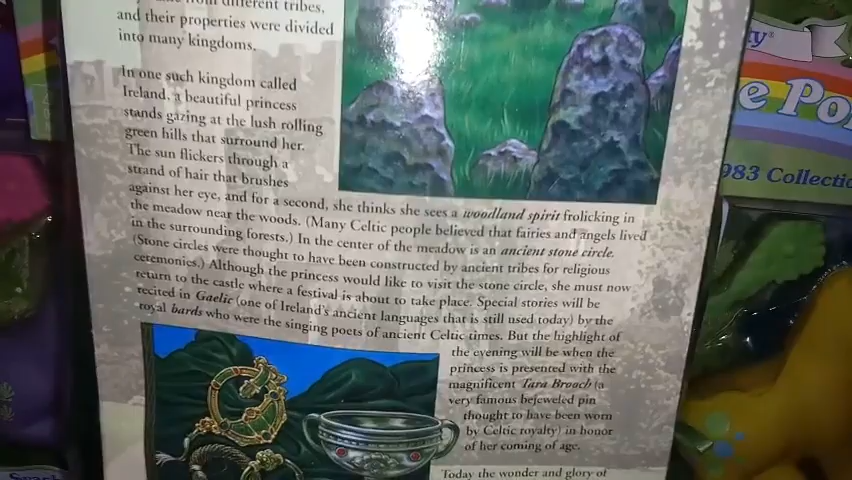 from different tribes,
and their properties were divided
into many kingdoms.
In one such kingdom called
Ireland, a beautiful princess
stands gazing at the lush rolling
green hills that surround her.
The sun flickers through a
strand of hair that brushes
against her eye, and for a second, she thinks she sees a woodland spirit frolicking in
the meadow near the woods. (Many Celtic people believed that fairies and angels lived
in the surrounding forests.) In the center of the meadow is an ancient stone circle.
(Stone circles were thought to have been constructed by ancient tribes for religious
ceremonies.) Although the princess would like to visit the stone circle, she must now
return to the castle where a festival is about to take place. Special stories will be
recited in Gaelic (one of Ireland's ancient languages that is still used today) by the
royal bards who were the singing poets of ancient Celtic times. But the highlight of
the evening will be when the
princess is presented with the
magnificent Tara Brooch (a
very famous bejeweled pin
thought to have been worn
by Celtic royalty) in honor
of her coming of age.
Today the wonder and glory of
e Po
983 Collectio